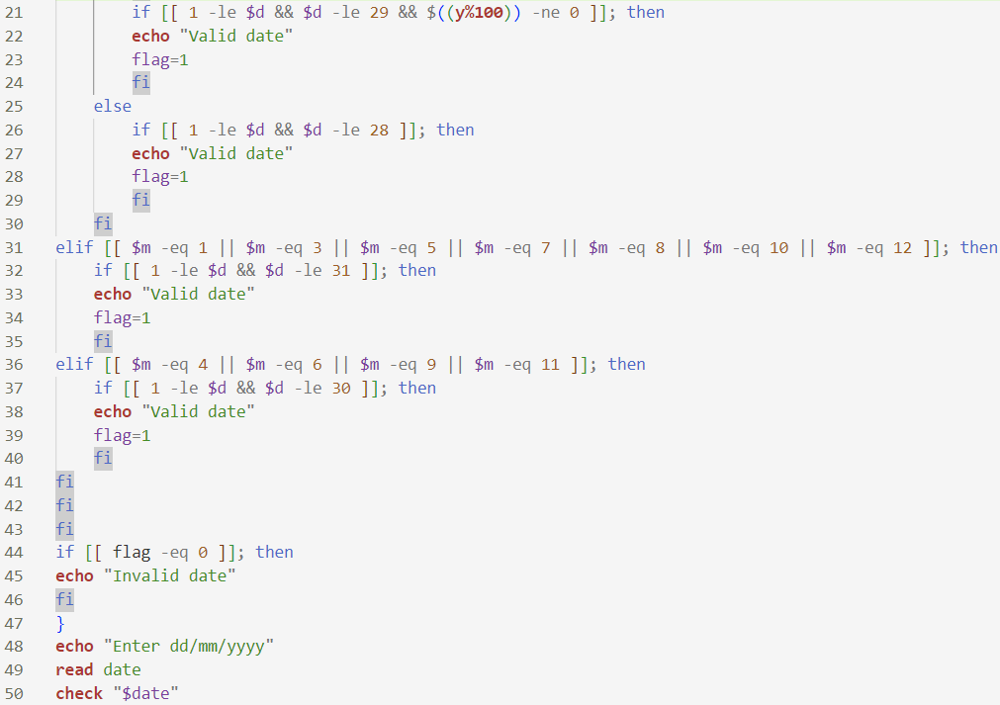 21 if [[ 1 -le $d && $d -le 29 && $((y%100)) -ne 0 ]]; then
22 echo "Valid date"
23 flag=1
24 fi
25 else
26 if [[ 1 -le $d && $d -le 28 ]]; then
27 echo "Valid date"
28 flag=1
29 fi
30 fi
31 elif [[ $m -eq 1 || $m -eq 3 || $m -eq 5 || $m -eq 7 || $m -eq 8 || $m -eq 10 || $m -eq 12 ]]; then
32 if [[ 1 -le $d && $d -le 31 ]]; then
33 echo "Valid date"
34 flag=1
35 fi
36 elif [[ $m -eq 4 || $m -eq 6 || $m -eq 9 || $m -eq 11 ]]; then
37 if [[ 1 -le $d && $d -le 30 ]]; then
38 echo "Valid date"
39 flag=1
40 fi
41 fi
42 fi
43 fi
44 if [[ flag -eq 0 ]]; then
45 echo "Invalid date"
46 fi
47 }
48 echo "Enter dd/mm/yyyy"
49 read date
50 check "$date"